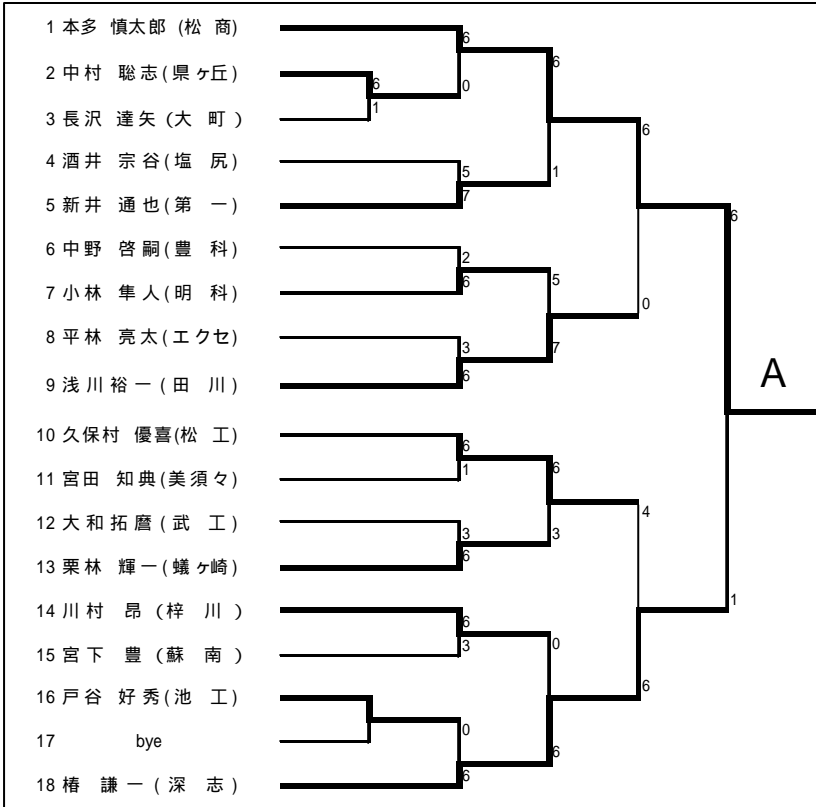 1 本多 慎太郎 (松 商)
2 中村 聡志(県ヶ丘)
3 長沢 達矢(大 町)
4 酒井 宗谷(塩 尻)
5 新井 通也(第 一)
6 中野 啓嗣(豊 科)
7 小林 隼人(明 科)
8 平林 亮太(エクセ)
9 浅川裕一(田 川)
10 久保村 優喜(松 工)
11 宮田 知典(美須々)
12 大和拓麿(武 工)
13 栗林 輝一(蟻ヶ崎)
14 川村 昂 (梓 川)
15 宮下 豊 (蘇 南)
16 戸谷 好秀(池 工)
17 bye
18 椿 謙一(深 志)
6
0
6
1
5
7
2
6
3
6
6
1
3
6
6
3
0
6
6
1
5
7
6
3
0
6
6
0
4
6
6
1
A